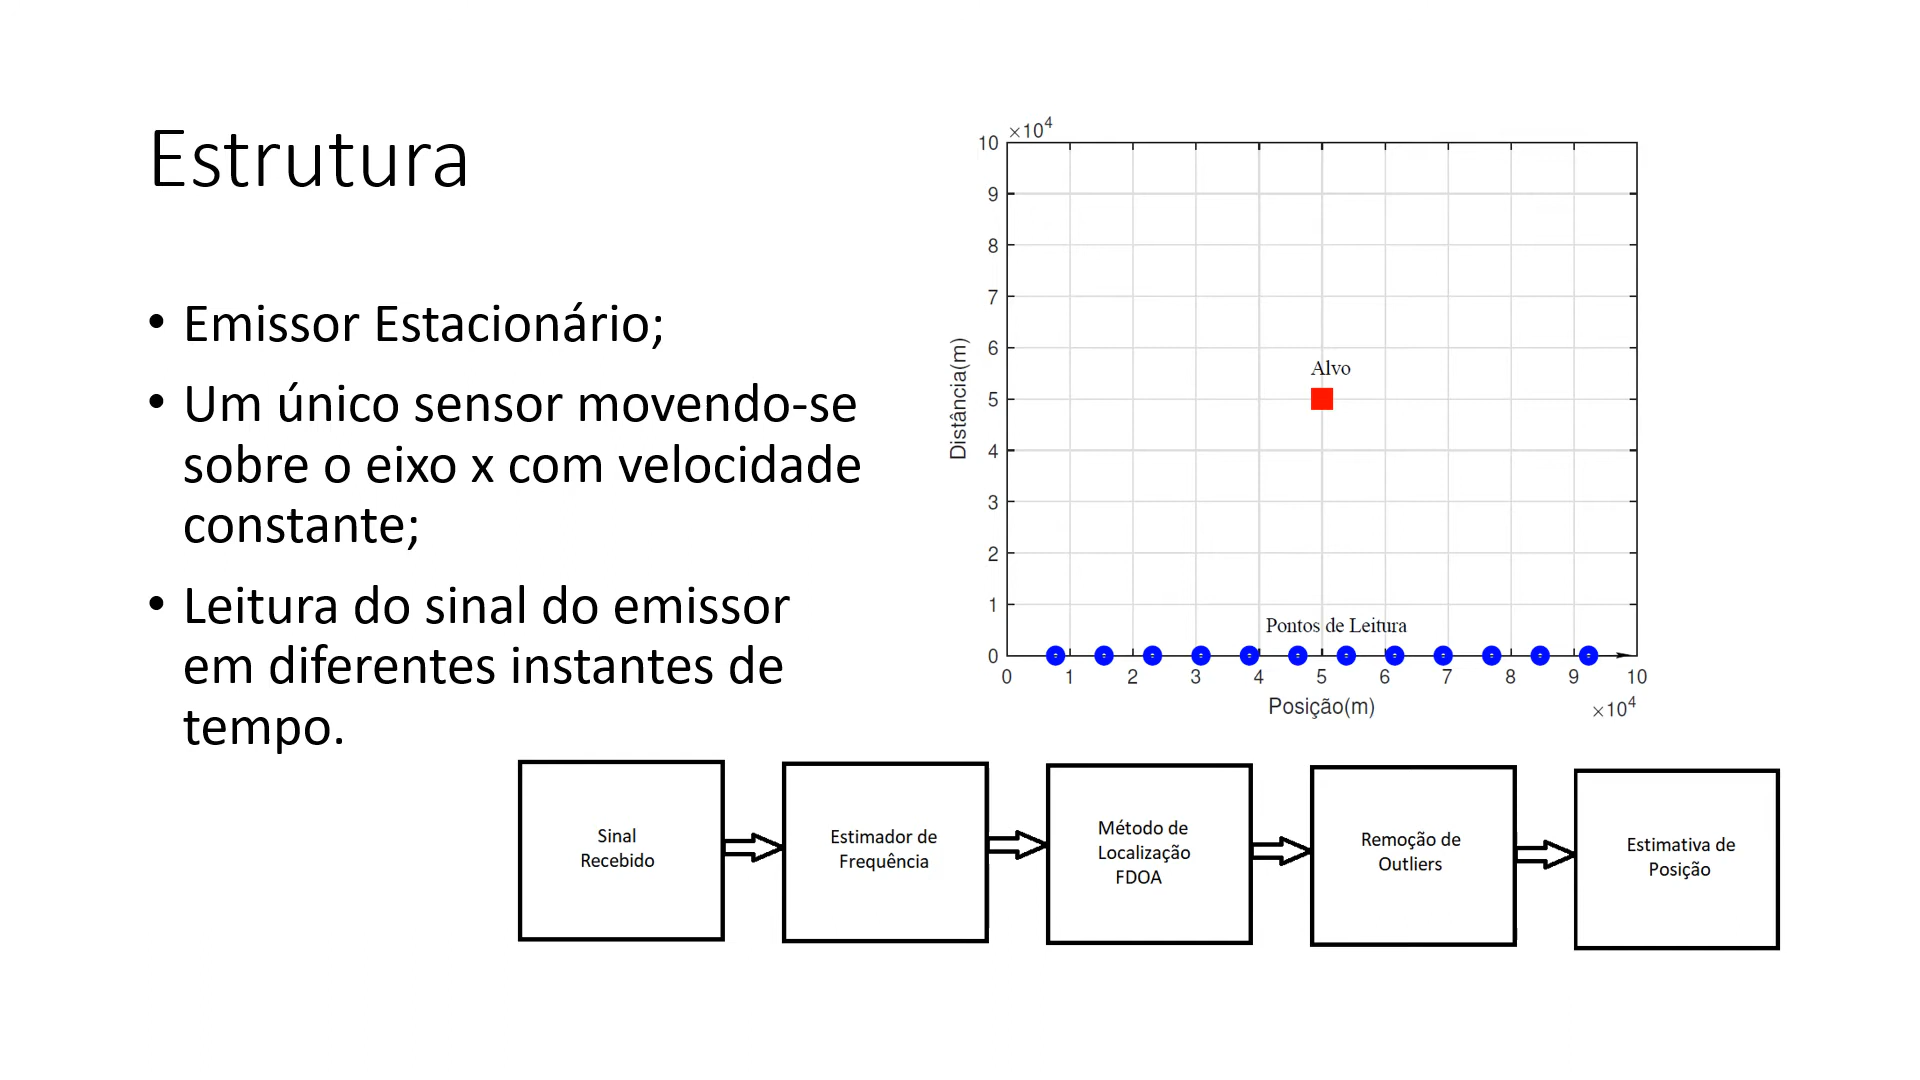 Estrutura
• Emissor Estacionário;
• Um único sensor movendo-se
sobre o eixo x com velocidade
constante;
• Leitura do sinal do emissor
em diferentes instantes de
tempo.
×10⁴
10
9
8
7
6
5
4
3
2
1
0
Distância(m)
Alvo
Pontos de Leitura
0 1 2 3 4 5 6 7 8 9 10
Posição(m)
×10⁴
Sinal
Recebido
Estimador de
Frequência
Método de
Localização
FDOA
Remoção de
Outliers
Estimativa de
Posição